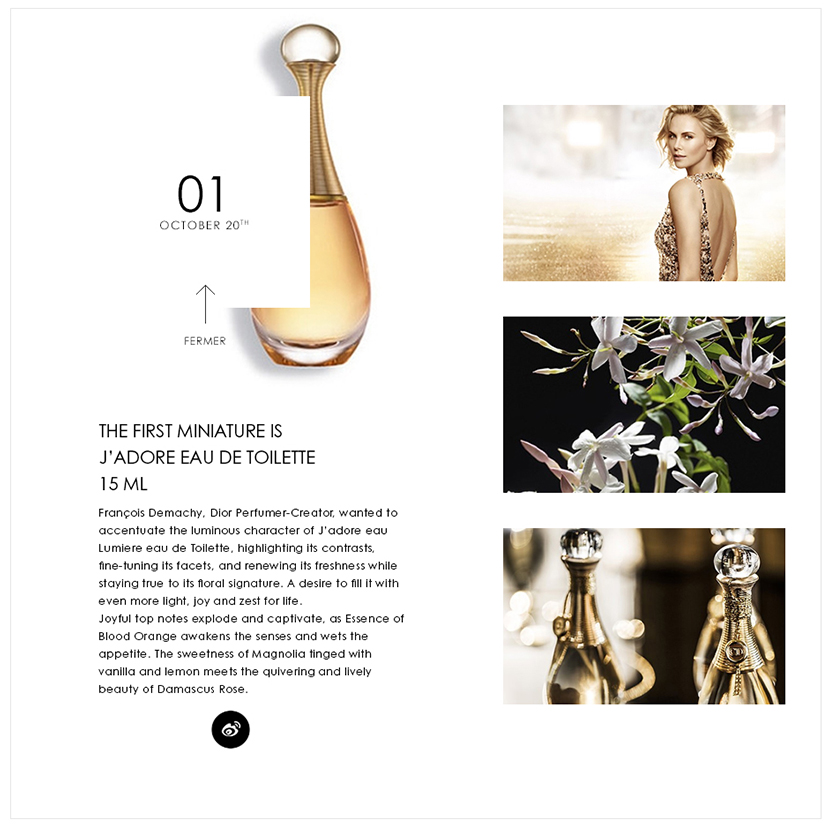 01
OCTOBER 20TH
FERMER
THE FIRST MINIATURE IS
J'ADORE EAU DE TOILETTE
15 ML
François Demachy, Dior Perfumer-Creator, wanted to
accentuate the luminous character of J'adore eau
Lumiere eau de Toilette, highlighting its contrasts,
fine-tuning its facets, and renewing its freshness while
staying true to its floral signature. A desire to fill it with
even more light, joy and zest for life.
Joyful top notes explode and captivate, as Essence of
Blood Orange awakens the senses and wets the
appetite. The sweetness of Magnolia tinged with
vanilla and lemon meets the quivering and lively
beauty of Damascus Rose.